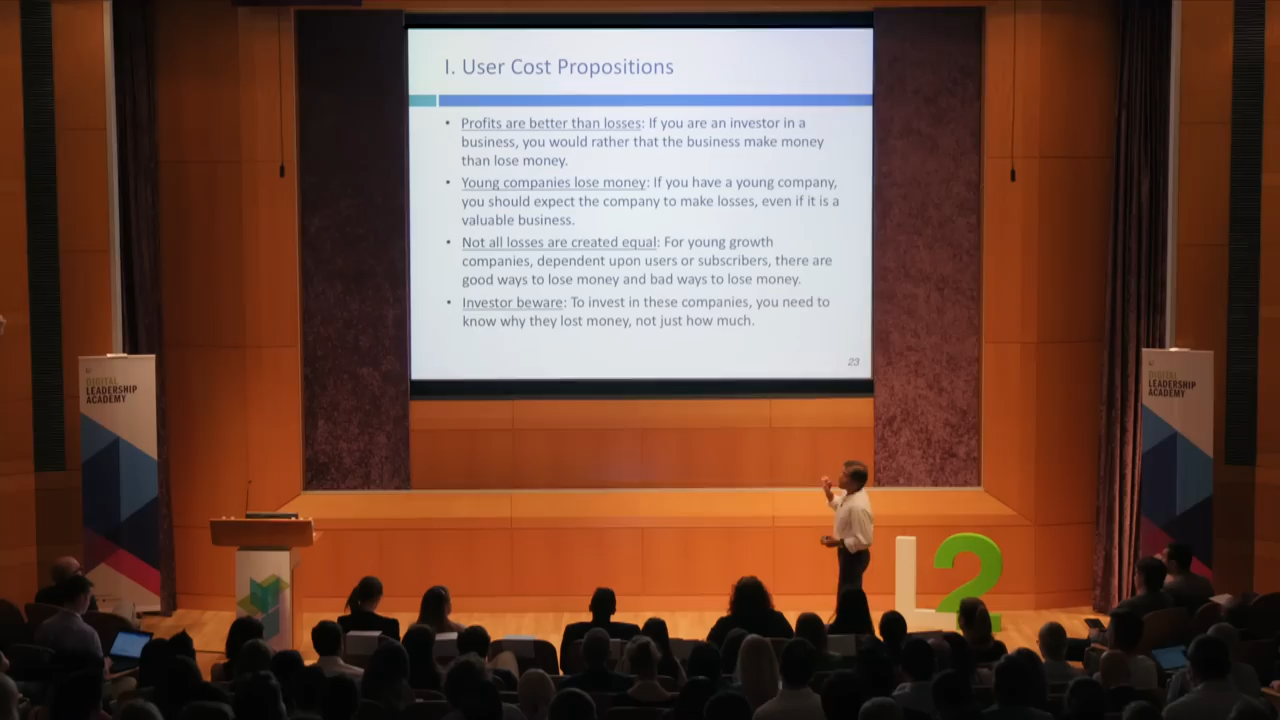 I. User Cost Propositions
• Profits are better than losses: If you are an investor in a
business, you would rather that the business make money
than lose money.
• Young companies lose money: If you have a young company,
you should expect the company to make losses, even if it is a
valuable business.
• Not all losses are created equal: For young growth
companies, dependent upon users or subscribers, there are
good ways to lose money and bad ways to lose money.
• Investor beware: To invest in these companies, you need to
know why they lost money, not just how much.
23
DIGITAL
LEADERSHIP
ACADEMY
DIGITAL
LEADERSHIP
ACADEMY
L2